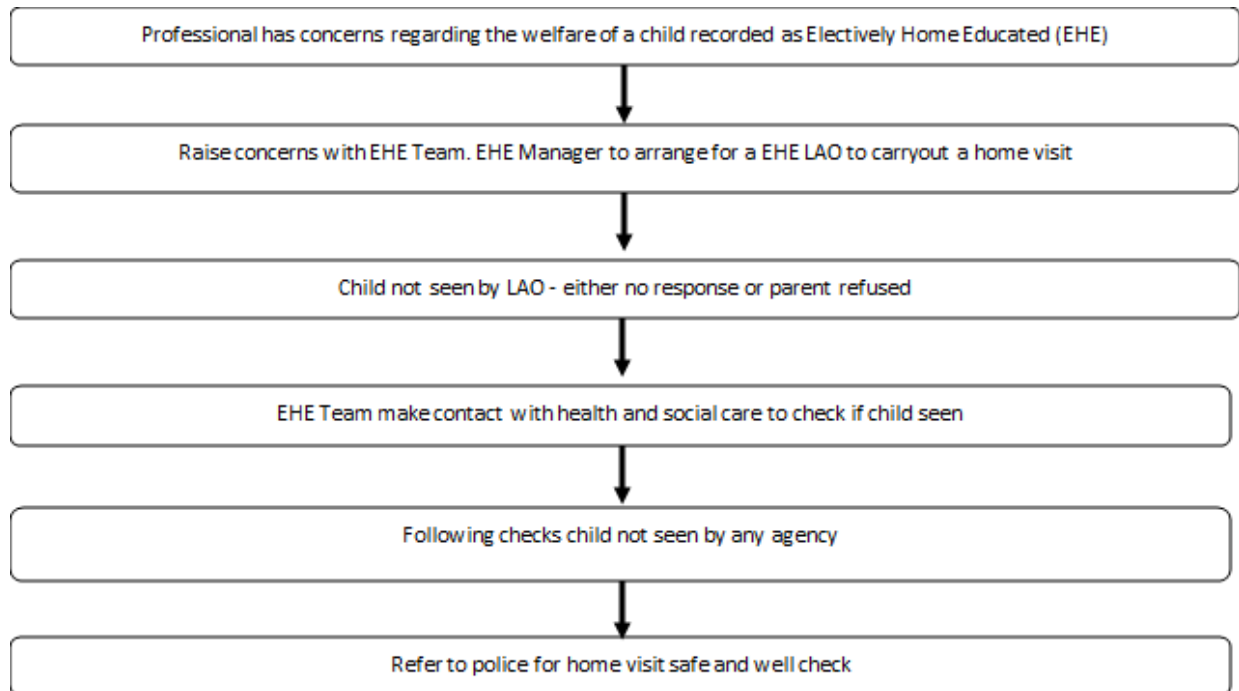 Professional has concerns regarding the welfare of a child recorded as Electively Home Educated (EHE)
Raise concerns with EHE Team. EHE Manager to arrange for a EHE LAO to carryout a home visit
Child not seen by LAO - either no response or parent refused
EHE Team make contact with health and social care to check if child seen
Following checks child not seen by any agency
Refer to police for home visit safe and well check